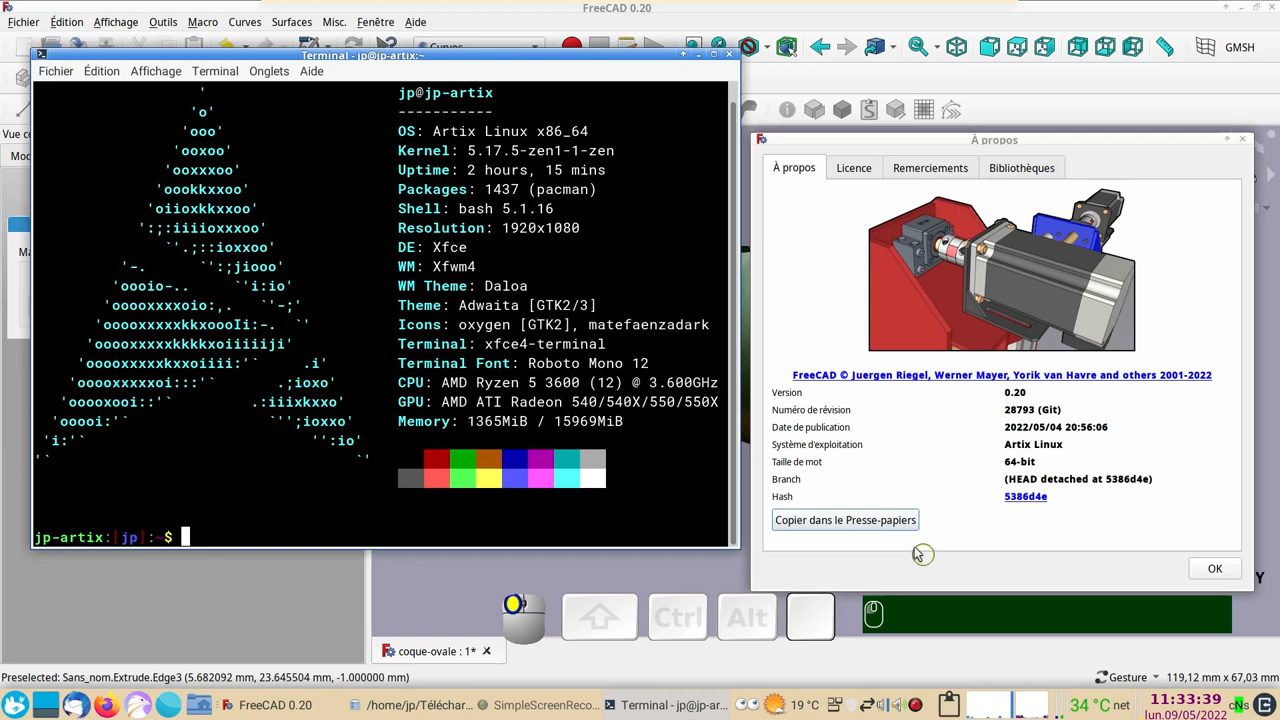 FreeCAD 0.20
Fichier Édition Affichage Outils Macro Curves Surfaces Misc. Fenêtre Aide
GMSH
Terminal - jp@jp-artix:~
Fichier Édition Affichage Terminal Onglets Aide
jp@jp-artix
-----------
OS: Artix Linux x86_64
Kernel: 5.17.5-zen1-1-zen
Uptime: 2 hours, 15 mins
Packages: 1437 (pacman)
Shell: bash 5.1.16
Resolution: 1920x1080
DE: Xfce
WM: Xfwm4
WM Theme: Daloa
Theme: Adwaita [GTK2/3]
Icons: oxygen [GTK2], matefaenzadark
Terminal: xfce4-terminal
Terminal Font: Roboto Mono 12
CPU: AMD Ryzen 5 3600 (12) @ 3.600GHz
GPU: AMD ATI Radeon 540/540X/550/550X
Memory: 1365MiB / 15969MiB
jp-artix:[jp]:~$
À propos
À propos Licence Remerciements Bibliothèques
FreeCAD © Juergen Riegel, Werner Mayer, Yorik van Havre and others 2001-2022
Version 0.20
Numéro de révision 28793 (Git)
Date de publication 2022/05/04 20:56:06
Système d'exploitation Artix Linux
Taille de mot 64-bit
Branch (HEAD detached at 5386d4e)
Hash 5386d4e
Copier dans le Presse-papiers
OK
Ctrl Alt
coque-ovale : 1*
Preselected: Sans_nom.Extrude.Edge3 (5.682092 mm, 23.645504 mm, -1.000000 mm)
Gesture 119,12 mm x 67,03 mm
FreeCAD 0.20 /home/jp/Téléchar... SimpleScreenReco... Terminal - jp@jp-ar... 19 °C 34 °C net 11:33:39
lun.09/05/2022